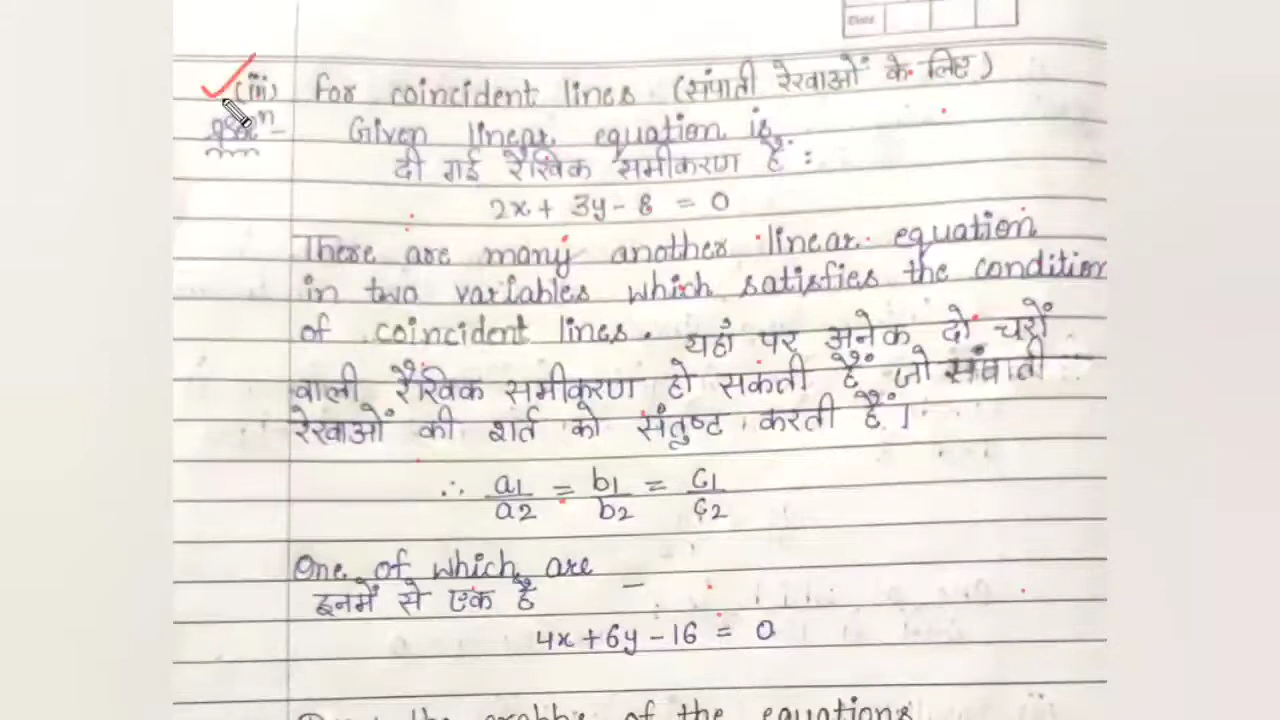 Date
(iii) For coincident lines (संपाती रेखाओं के लिए)
Given linear equation is
दी गई रैखिक समीकरण है:
2x + 3y - 8 = 0
There are many another linear equation
in two variables which satisfies the condition
of coincident lines. यहाँ पर अनेक दो चरों
वाली रैखिक समीकरण हो सकती हैं जो संपाती
रेखाओं की शर्त को संतुष्ट करती हैं।
∴ a1/a2 = b1/b2 = c1/c2
One of which are
इनमें से एक है -
4x + 6y - 16 = 0
the graphs of the equations